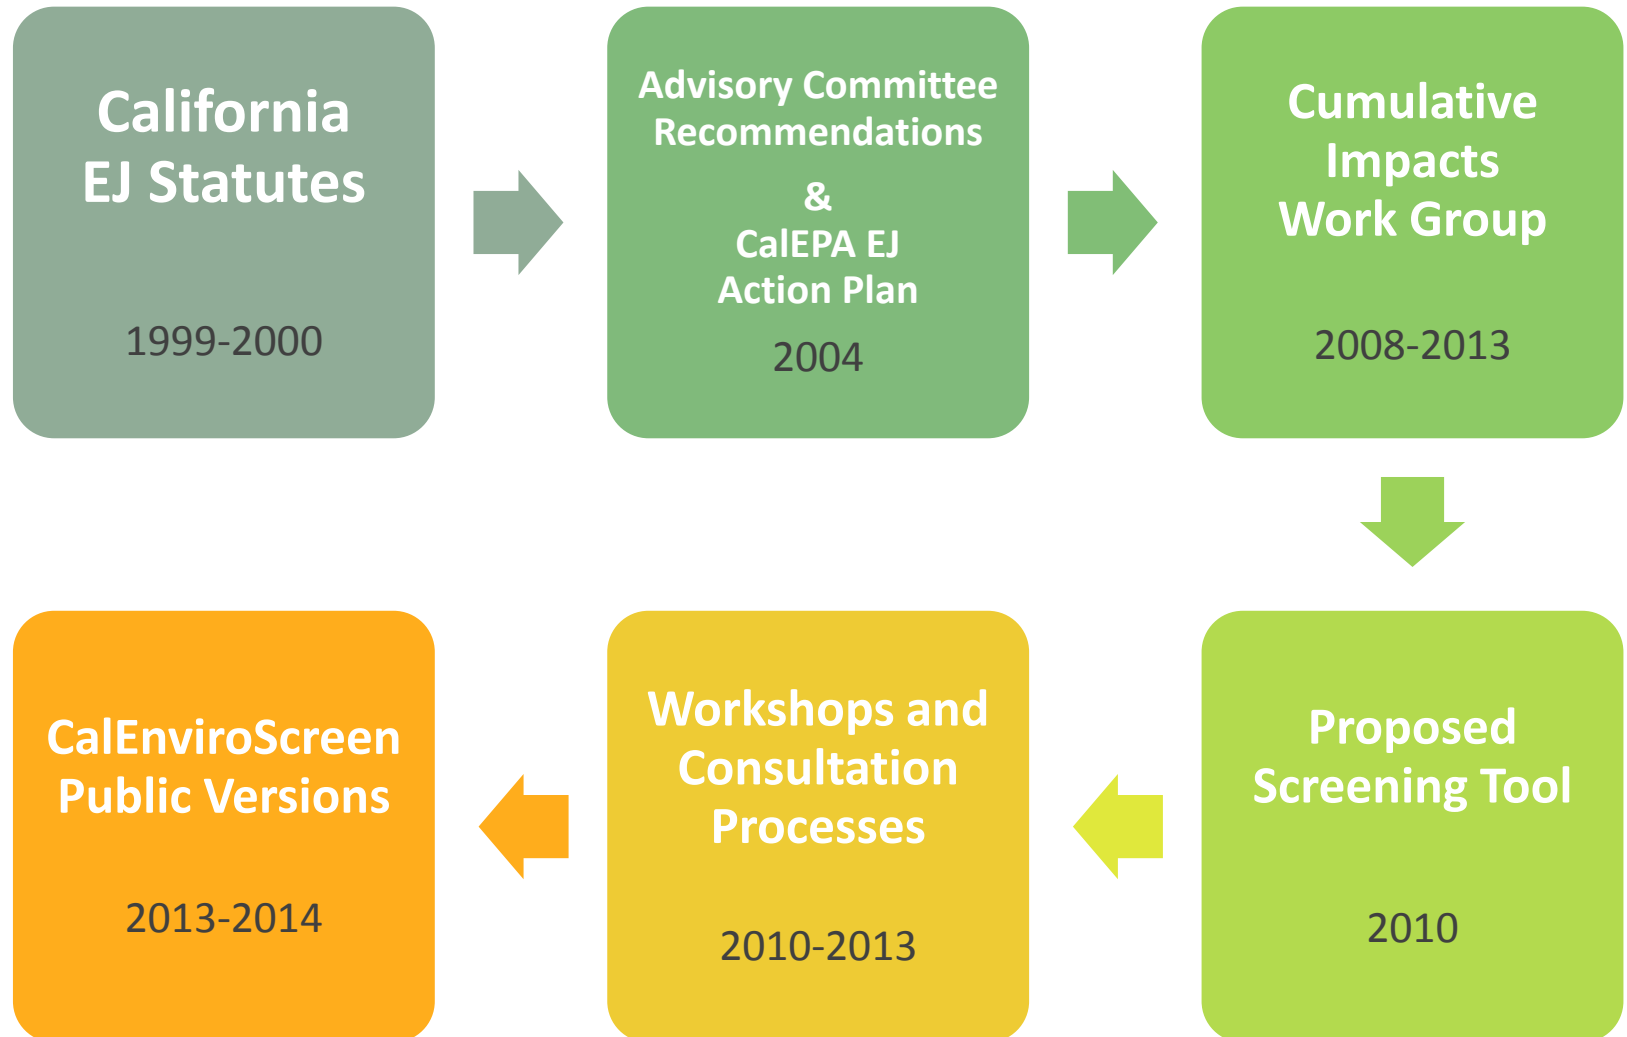 California
EJ Statutes
1999-2000
Advisory Committee
Recommendations
&
CalEPA EJ
Action Plan
2004
Cumulative
Impacts
Work Group
2008-2013
Proposed
Screening Tool
2010
Workshops and
Consultation
Processes
2010-2013
CalEnviroScreen
Public Versions
2013-2014